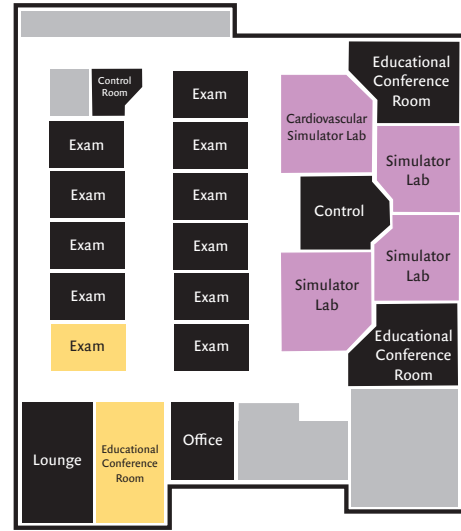 Control
Room
Exam
Exam
Exam
Exam
Exam
Exam
Exam
Exam
Exam
Exam
Exam
Cardiovascular
Simulator Lab
Educational
Conference
Room
Simulator
Lab
Control
Simulator
Lab
Simulator
Lab
Educational
Conference
Room
Lounge
Educational
Conference
Room
Office